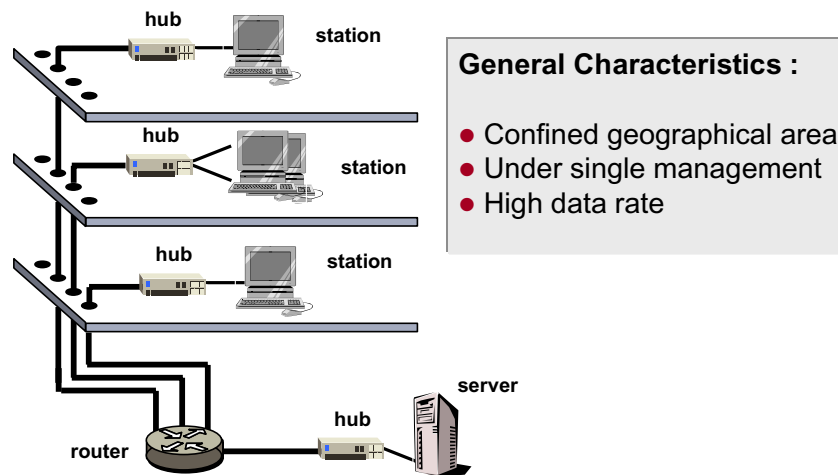 hub
station
General Characteristics :
● Confined geographical area
● Under single management
● High data rate
hub
station
hub
station
server
hub
router